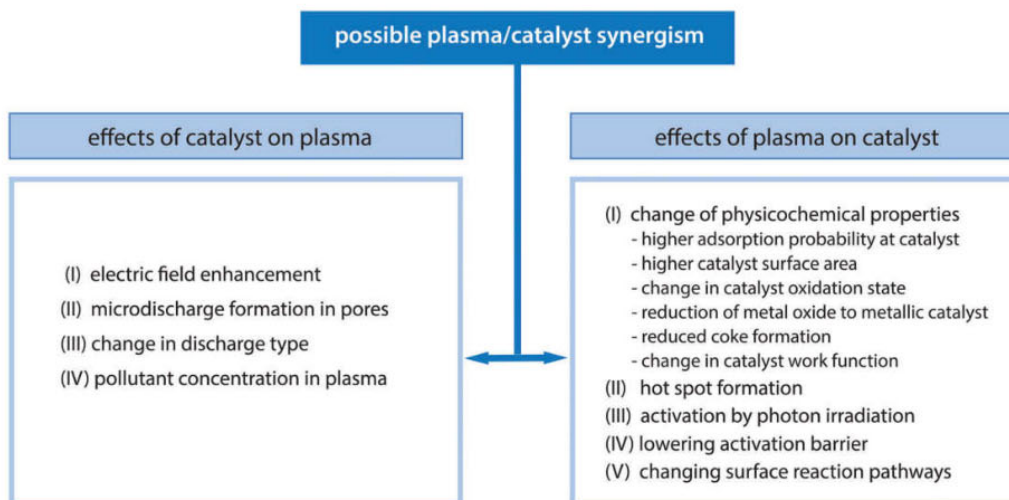 possible plasma/catalyst synergism
effects of catalyst on plasma
(I) electric field enhancement
(II) microdischarge formation in pores
(III) change in discharge type
(IV) pollutant concentration in plasma
effects of plasma on catalyst
(I) change of physicochemical properties
- higher adsorption probability at catalyst
- higher catalyst surface area
- change in catalyst oxidation state
- reduction of metal oxide to metallic catalyst
- reduced coke formation
- change in catalyst work function
(II) hot spot formation
(III) activation by photon irradiation
(IV) lowering activation barrier
(V) changing surface reaction pathways